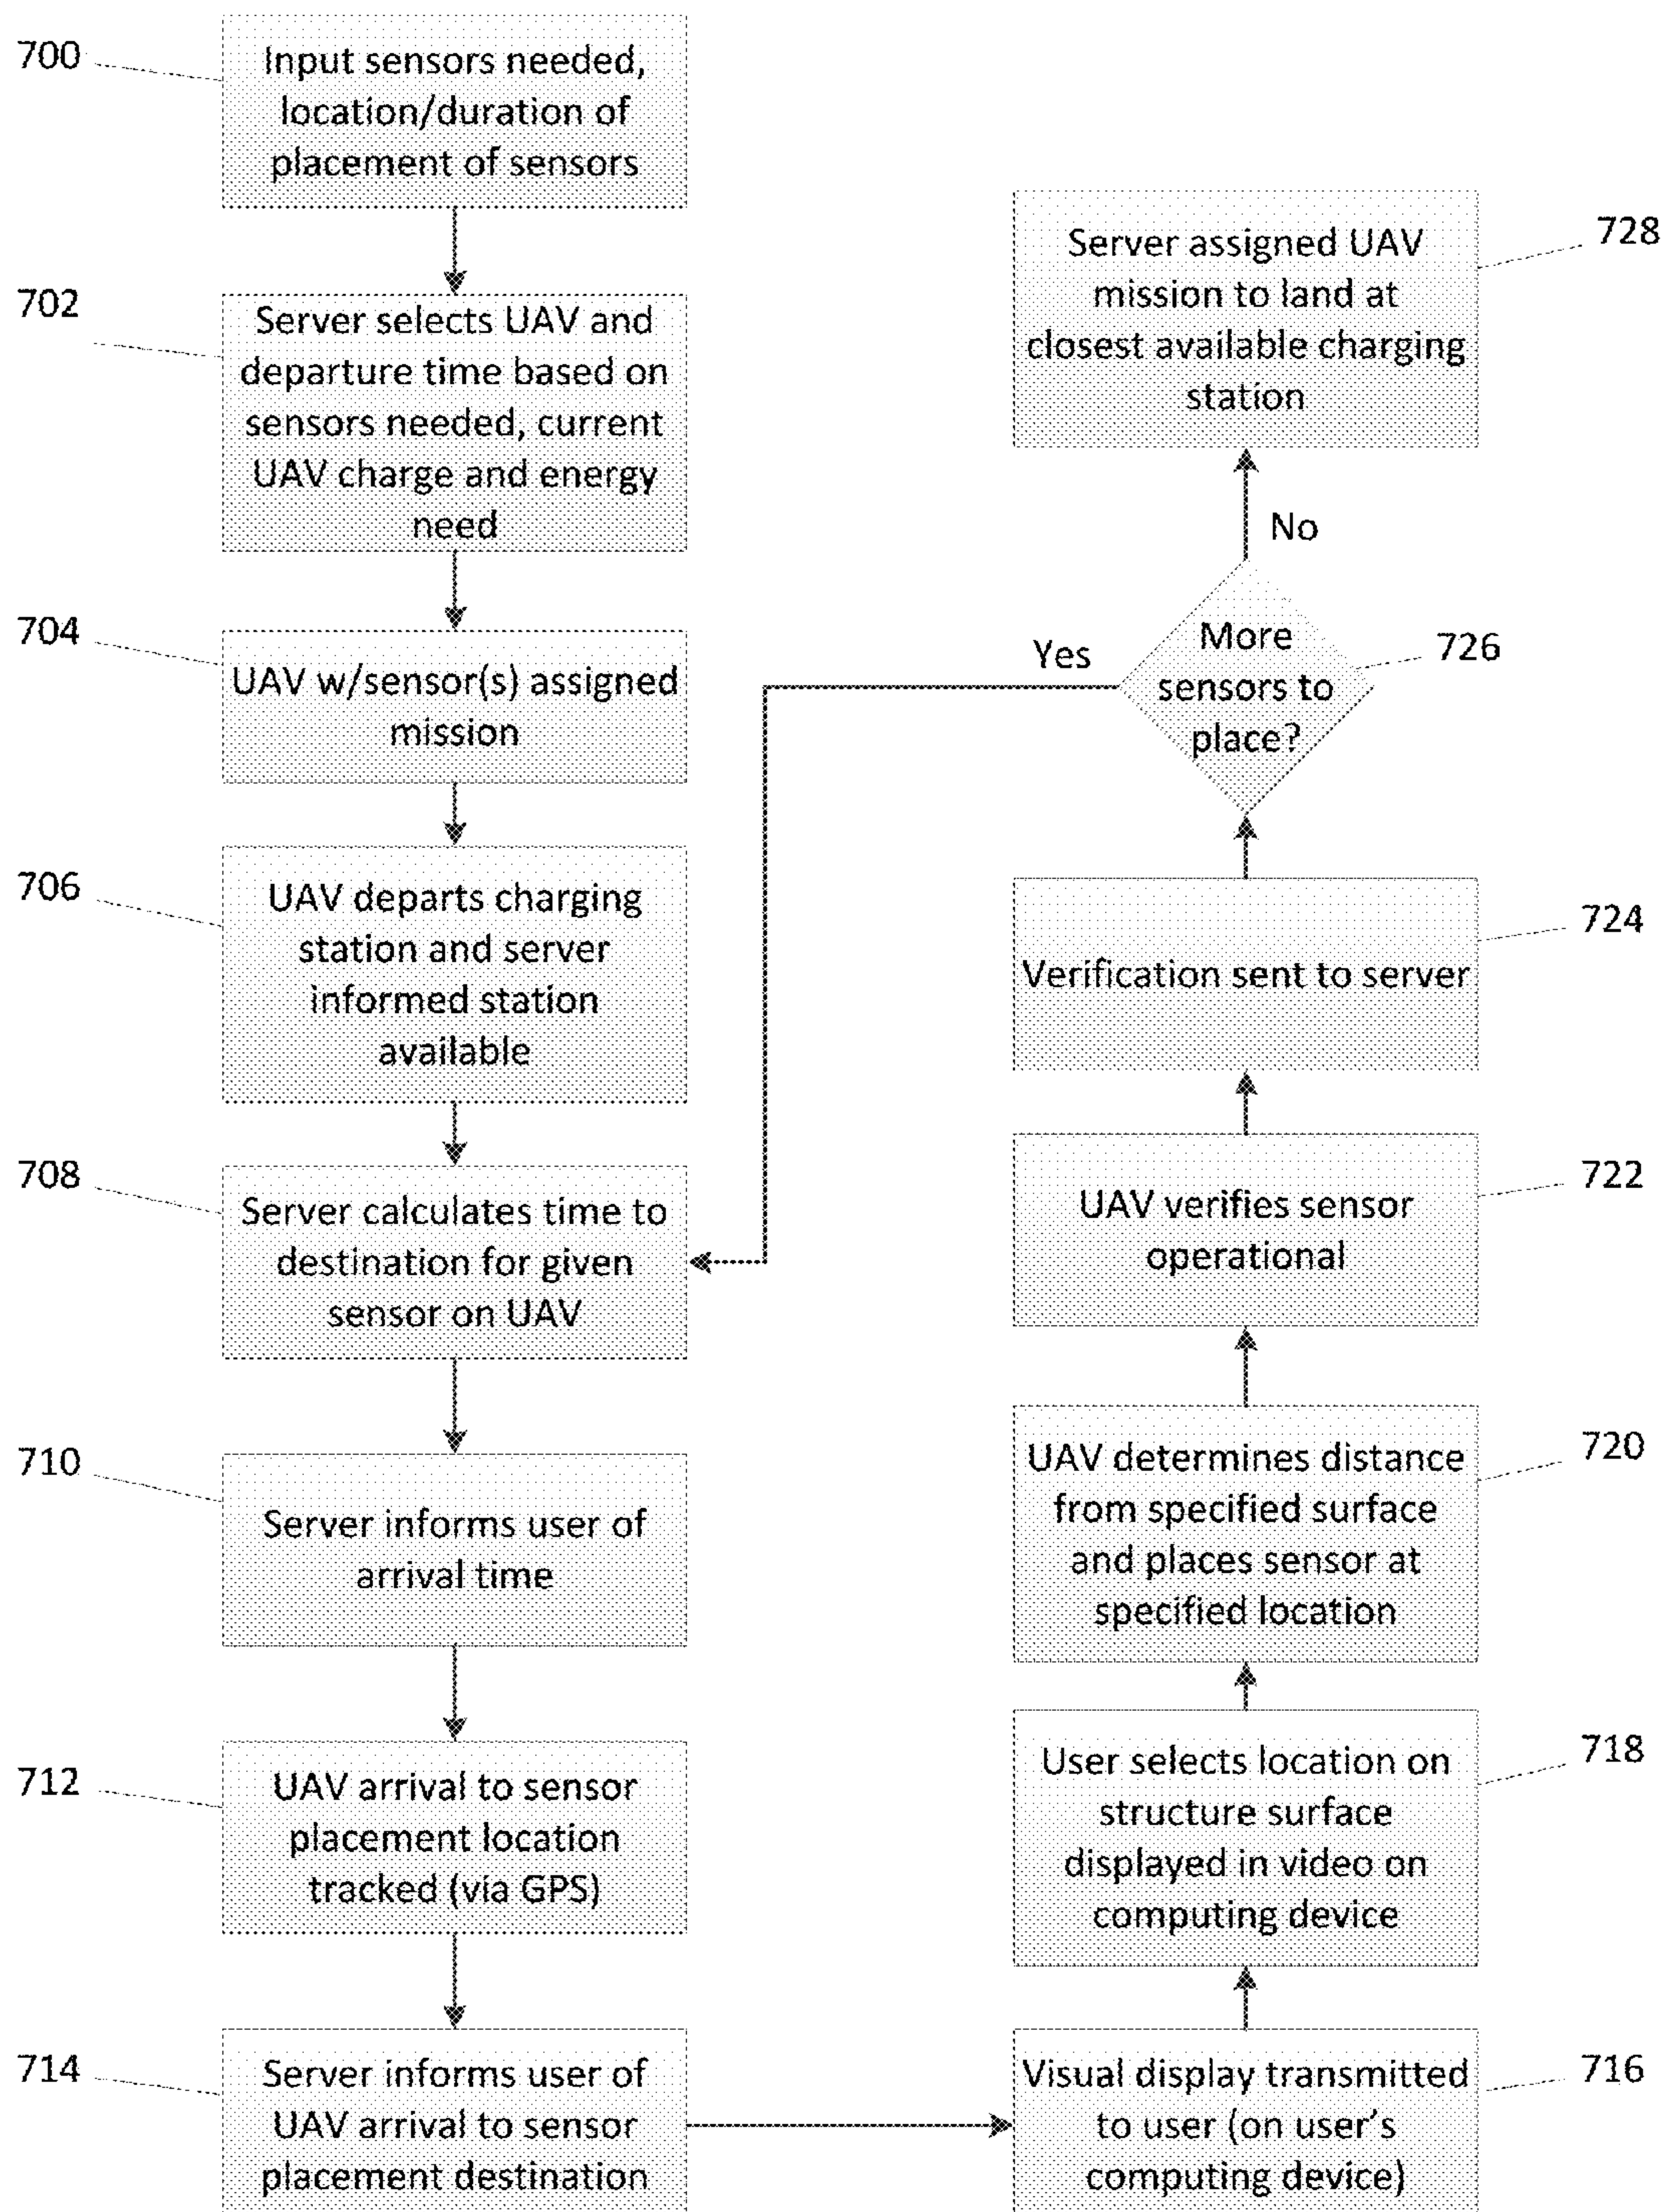 700
Input sensors needed,
location/duration of
placement of sensors
702
Server selects UAV and
departure time based on
sensors needed, current
UAV charge and energy
need
704
UAV w/sensor(s) assigned
mission
706
UAV departs charging
station and server
informed station
available
708
Server calculates time to
destination for given
sensor on UAV
710
Server informs user of
arrival time
712
UAV arrival to sensor
placement location
tracked (via GPS)
714
Server informs user of
UAV arrival to sensor
placement destination
716
Visual display transmitted
to user (on user's
computing device)
718
User selects location on
structure surface
displayed in video on
computing device
720
UAV determines distance
from specified surface
and places sensor at
specified location
722
UAV verifies sensor
operational
724
Verification sent to server
726
More
sensors to
place?
Yes
No
728
Server assigned UAV
mission to land at
closest available charging
station